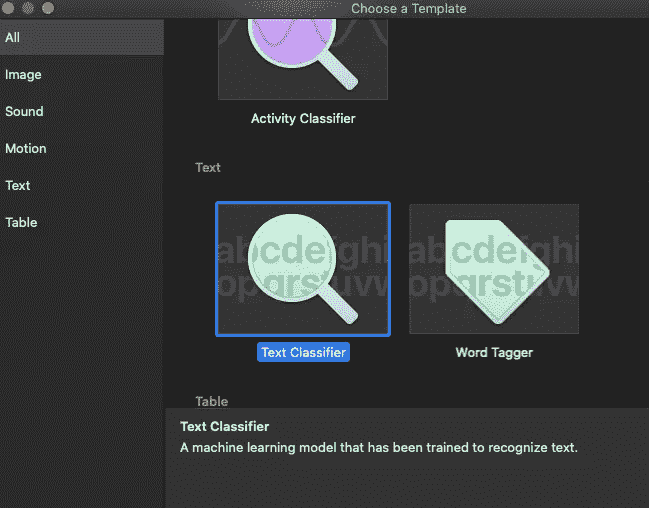 Choose a Template
All
Image
Sound
Motion
Text
Table
Activity Classifier
Text
abcdefghi
opqrstuvw
abcdefghi
opqrstuvw
Text Classifier
Word Tagger
Table
Text Classifier
A machine learning model that has been trained to recognize text.